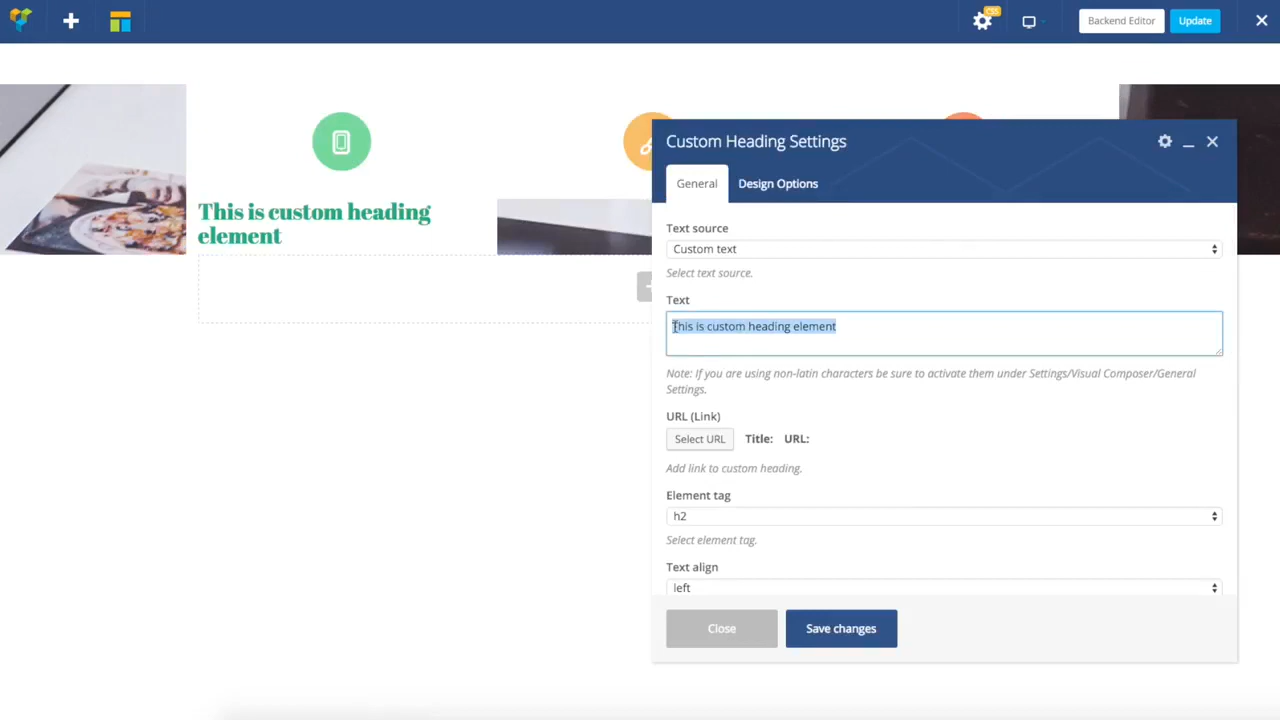 CSS
Backend Editor
Update
This is custom heading
element
Custom Heading Settings
General
Design Options
Text source
Custom text
Select text source.
Text
This is custom heading element
Note: If you are using non-latin characters be sure to activate them under Settings/Visual Composer/General
Settings.
URL (Link)
Select URL
Title:
URL:
Add link to custom heading.
Element tag
h2
Select element tag.
Text align
left
Close
Save changes